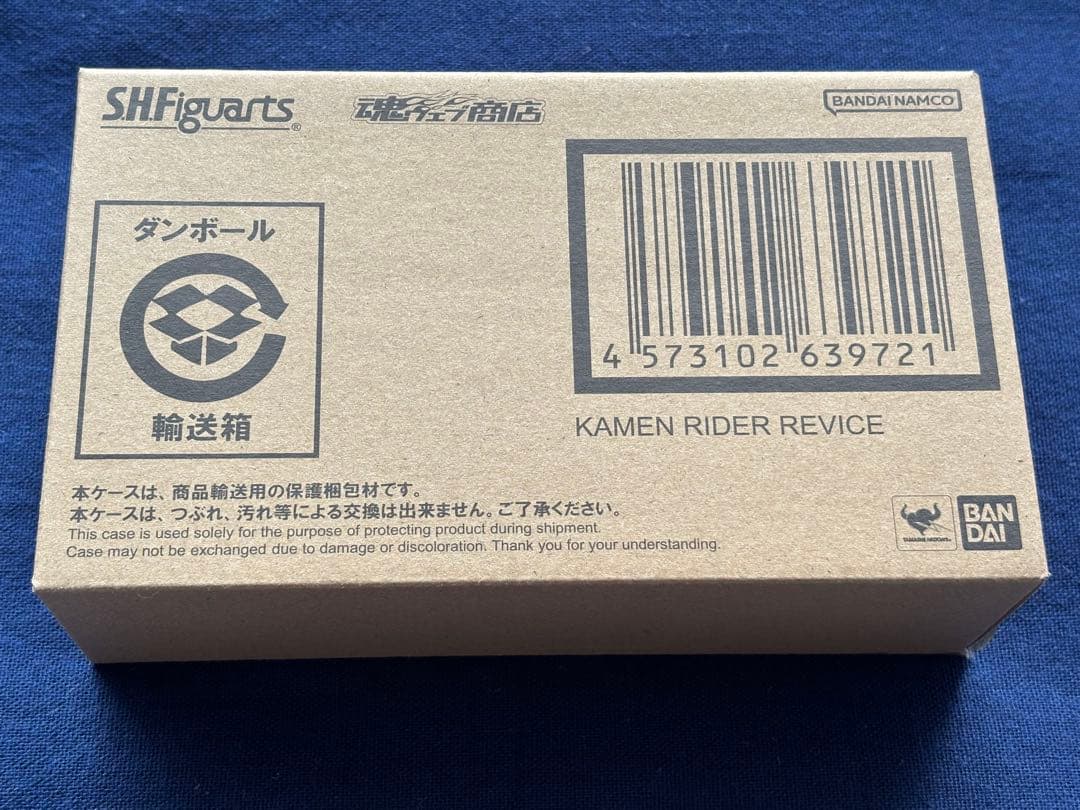 S.H.Figuarts®
魂ウェブ商店
BANDAI NAMCO
ダンボール
輸送箱
4 573102 639721
KAMEN RIDER REVICE
本ケースは、商品輸送用の保護梱包材です。
本ケースは、つぶれ、汚れ等による交換は出来ません。ご了承ください。
This case is used solely for the purpose of protecting product during shipment.
Case may not be exchanged due to damage or discoloration. Thank you for your understanding.
TAMASHII NATIONS
BAN
DAI